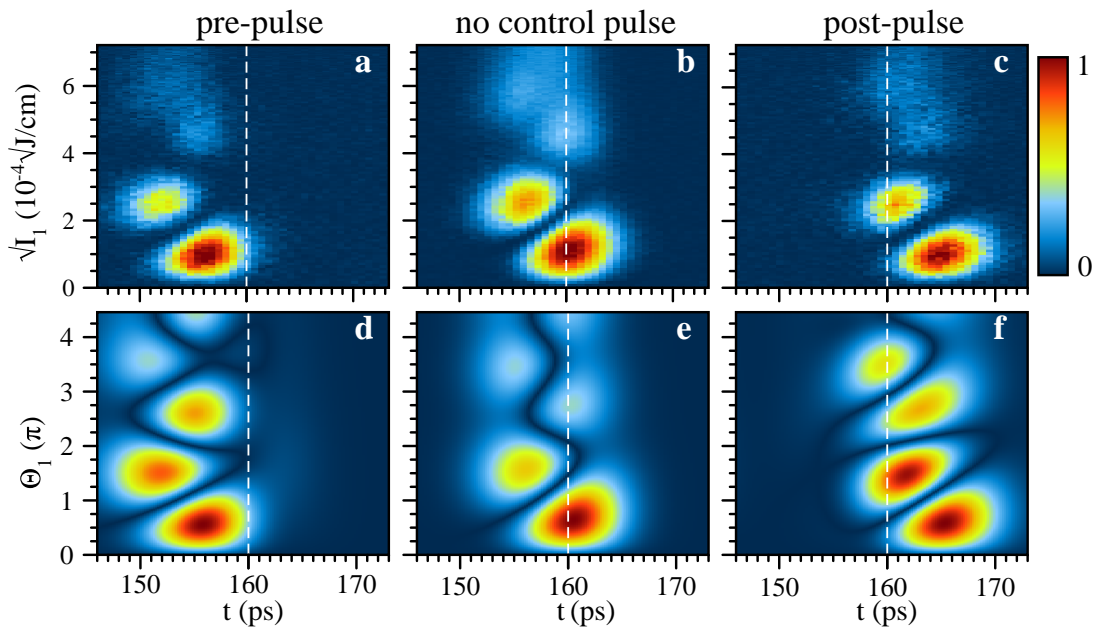 pre-pulse no control pulse post-pulse
a b c
√I₁ (10⁻⁴√J/cm)
6
4
2
0
1
0
d e f
Θ₁ (π)
4
3
2
1
0
150 160 170 150 160 170 150 160 170
t (ps) t (ps) t (ps)